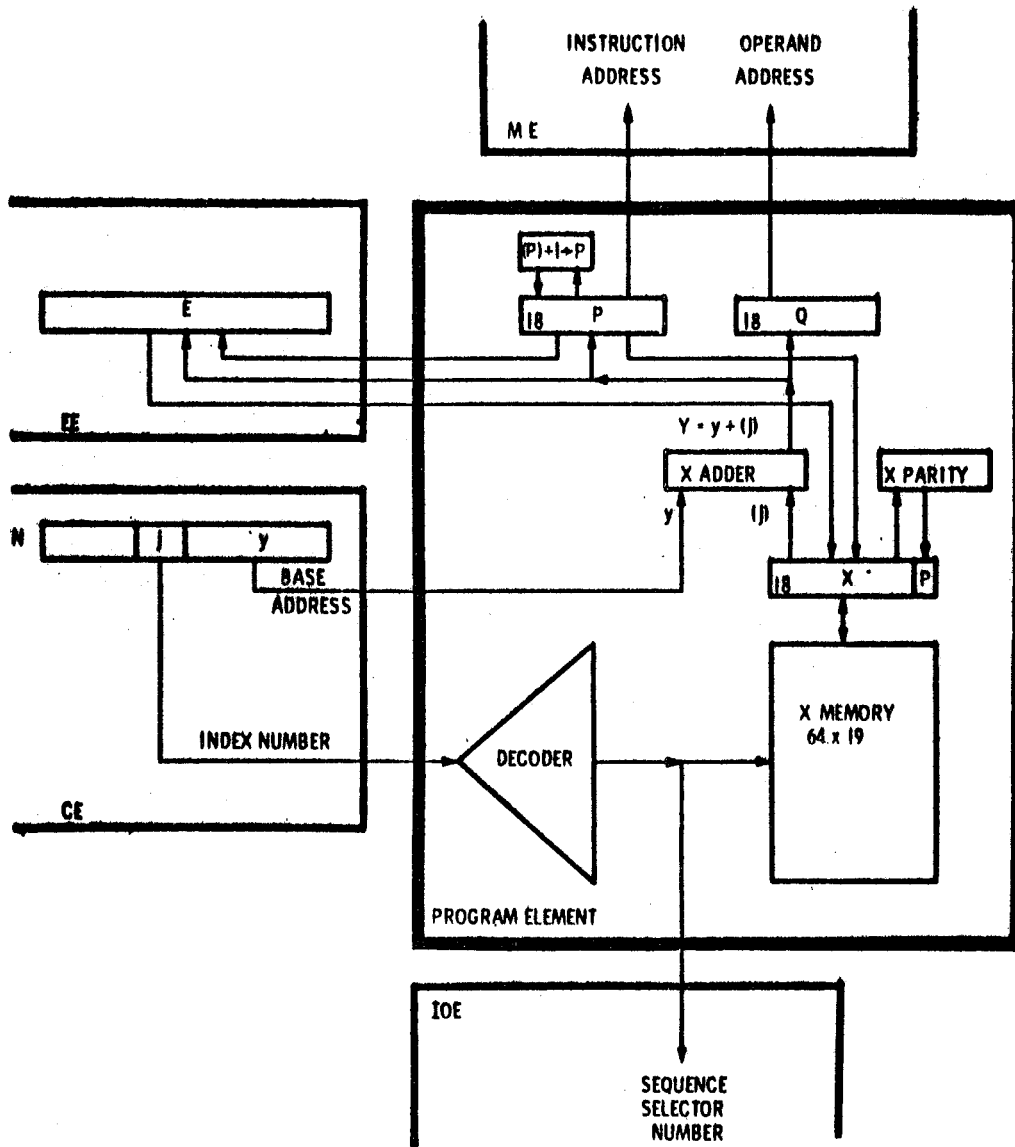 INSTRUCTION ADDRESS
OPERAND ADDRESS
M E
(P)+1→P
E
18 P
18 Q
EE
Y = y + (j)
X ADDER
X PARITY
y
(j)
N
j
y
18 X P
BASE ADDRESS
X MEMORY
64 x 19
INDEX NUMBER
DECODER
CE
PROGRAM ELEMENT
IOE
SEQUENCE
SELECTOR
NUMBER